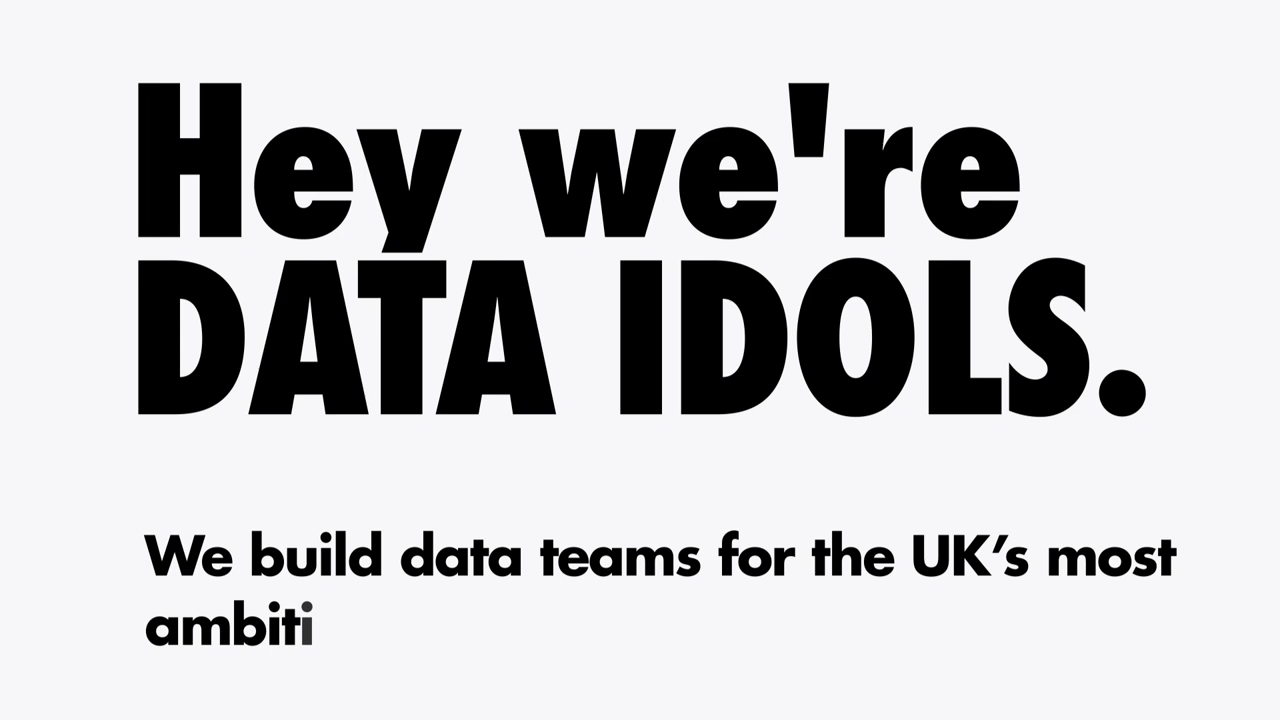 Hey we're
DATA IDOLS.
We build data teams for the UK’s most
ambiti